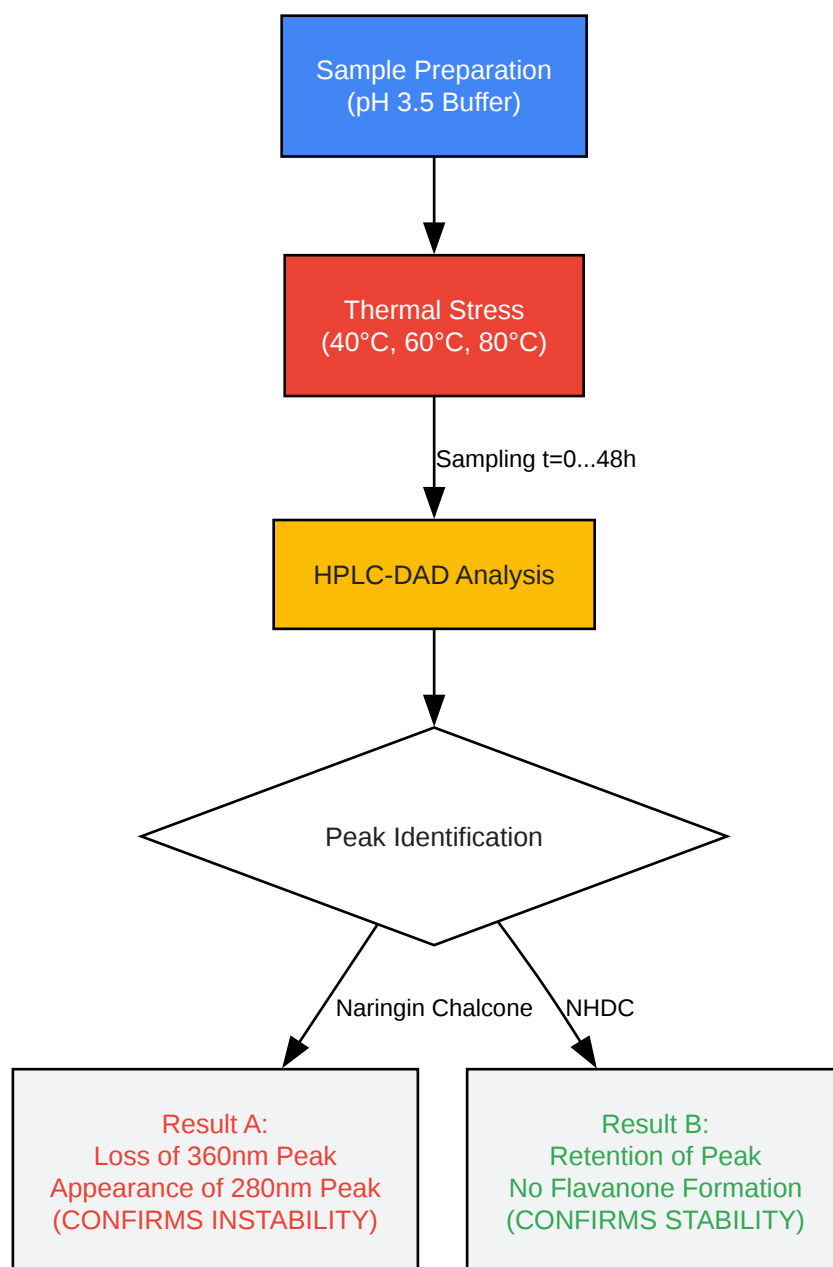 Sample Preparation
(pH 3.5 Buffer)
Thermal Stress
(40°C, 60°C, 80°C)
Sampling t=0...48h
HPLC-DAD Analysis
Peak Identification
Naringin Chalcone
NHDC
Result A:
Loss of 360nm Peak
Appearance of 280nm Peak
(CONFIRMS INSTABILITY)
Result B:
Retention of Peak
No Flavanone Formation
(CONFIRMS STABILITY)